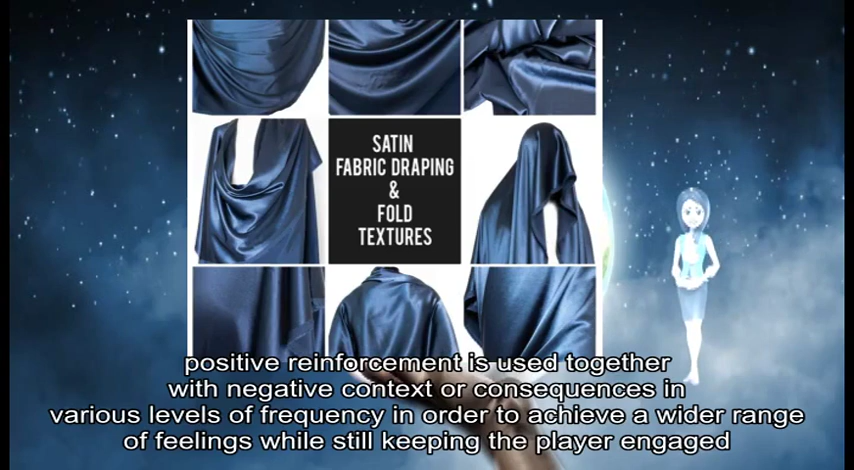 SATIN
FABRIC DRAPING
&
FOLD
TEXTURES
positive reinforcement is used together
with negative context or consequences in
various levels of frequency in order to achieve a wider range
of feelings while still keeping the player engaged